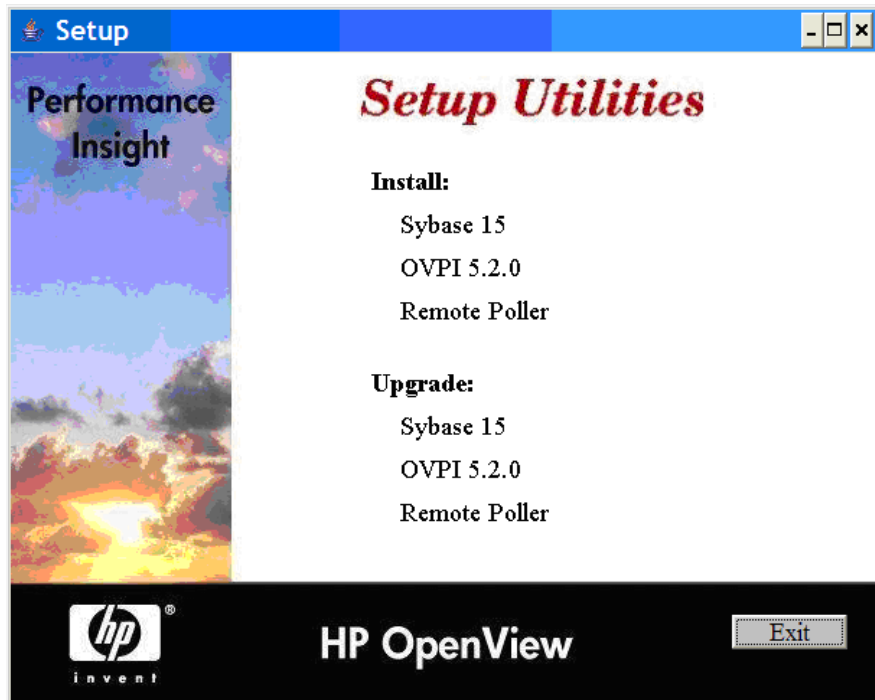 Setup
Performance
Insight
Setup Utilities
Install:
Sybase 15
OVPI 5.2.0
Remote Poller
Upgrade:
Sybase 15
OVPI 5.2.0
Remote Poller
hp ®
invent
HP OpenView
Exit